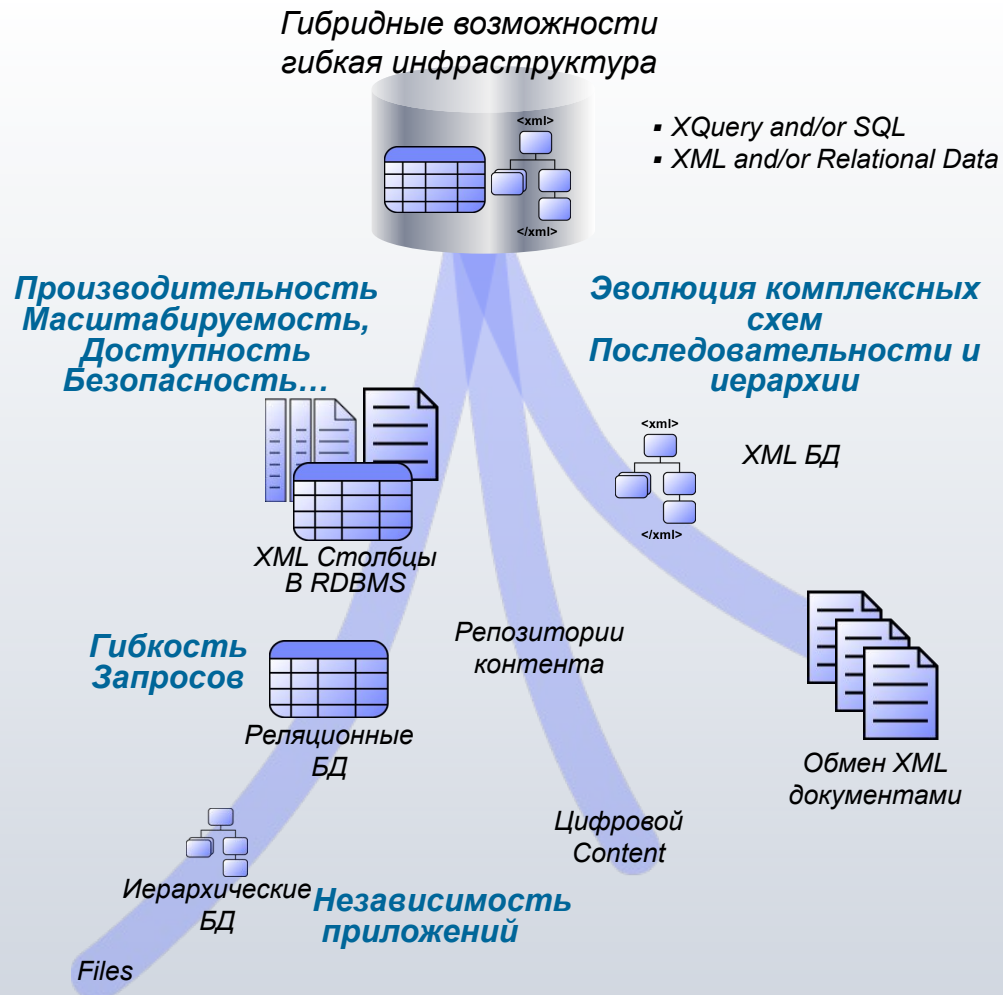 Гибридные возможности
гибкая инфраструктура
<xml>
</xml>
▪ XQuery and/or SQL
▪ XML and/or Relational Data
Производительность
Масштабируемость,
Доступность
Безопасность…
Эволюция комплексных
схем
Последовательности и
иерархии
<xml>
</xml>
XML БД
XML Столбцы
В RDBMS
Гибкость
Запросов
Репозитории
контента
Реляционные
БД
Обмен XML
документами
Цифровой
Content
Иерархические
БД
Независимость
приложений
Files